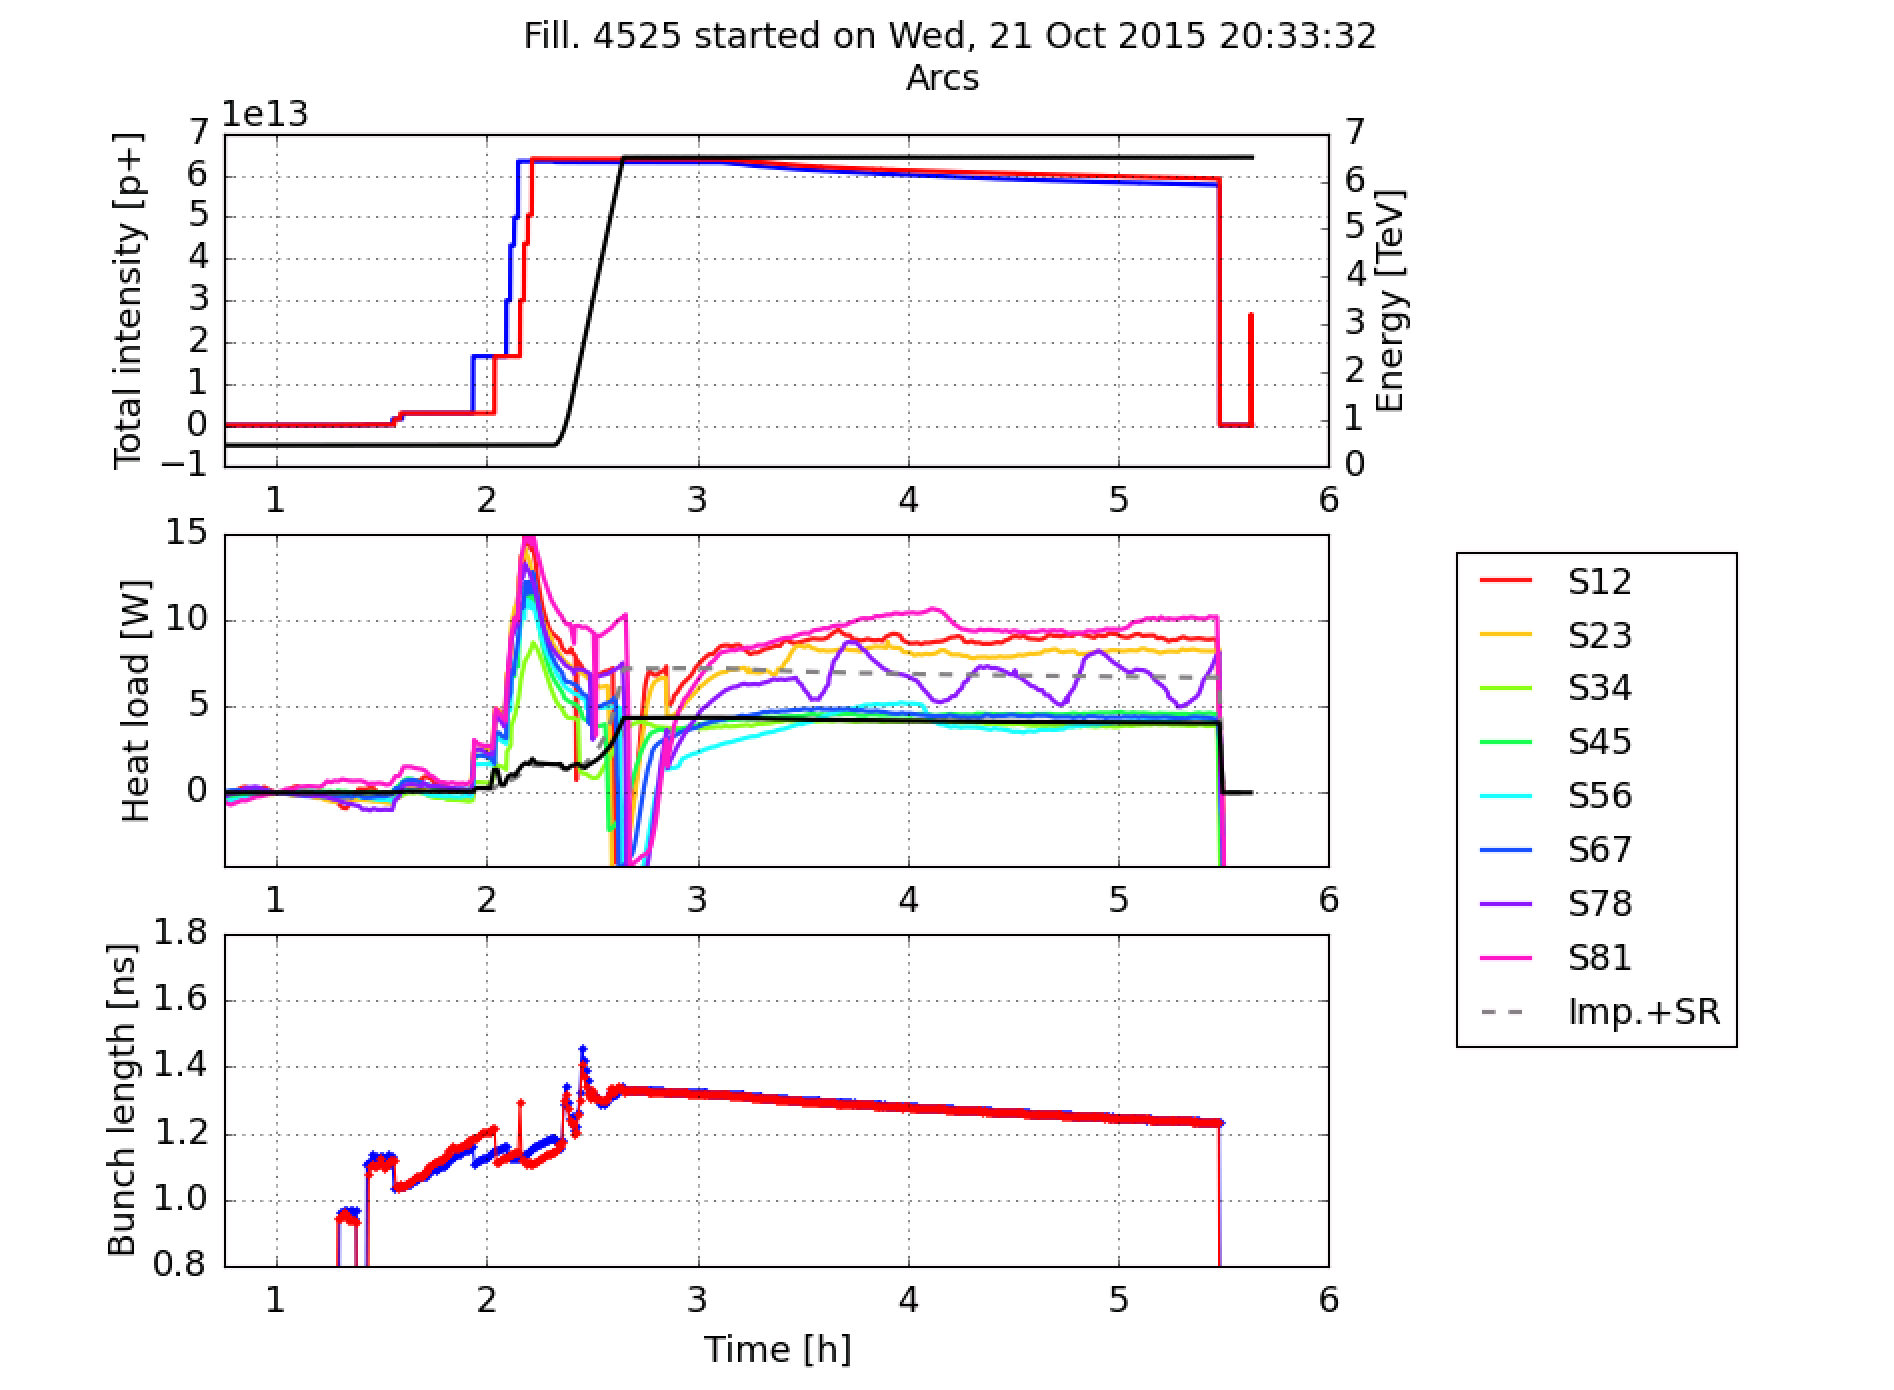 Fill. 4525 started on Wed, 21 Oct 2015 20:33:32
Arcs
1e13
Total intensity [p+]
7
6
5
4
3
2
1
0
−1
7
6
5
4
3
2
1
0
Energy [TeV]
1 2 3 4 5 6
Heat load [W]
15
10
5
0
1 2 3 4 5 6
S12
S23
S34
S45
S56
S67
S78
S81
Imp.+SR
Bunch length [ns]
1.8
1.6
1.4
1.2
1.0
0.8
1 2 3 4 5 6
Time [h]